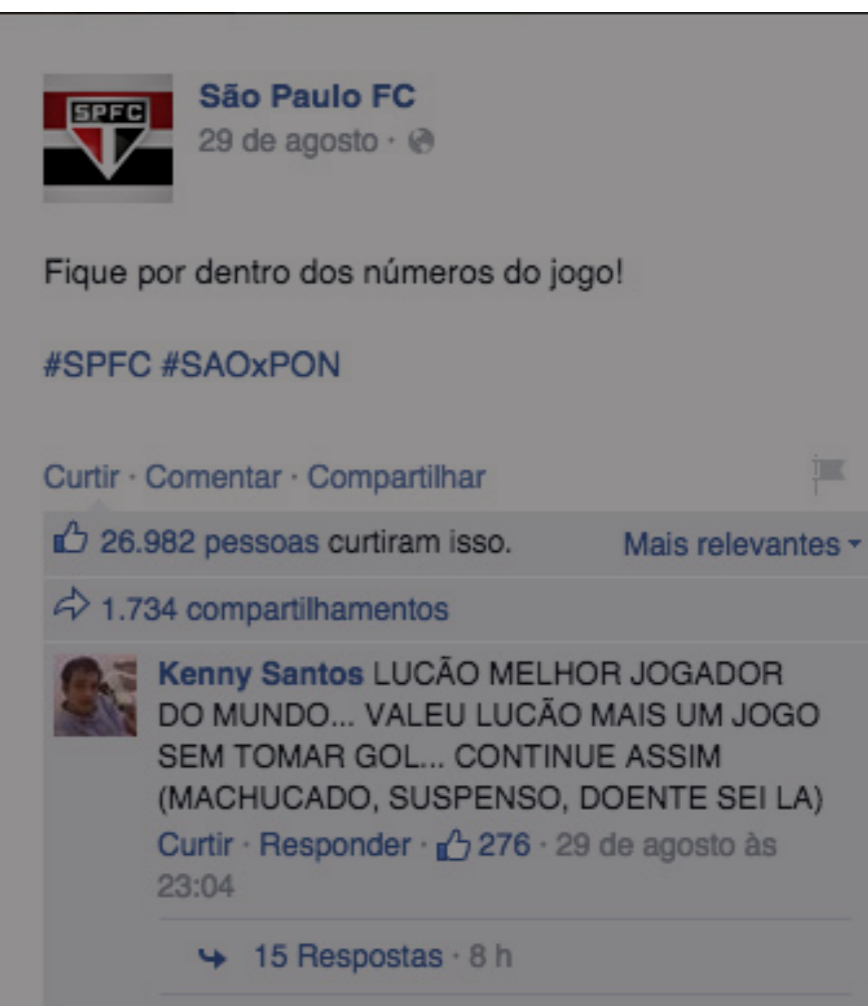 SPFC
São Paulo FC
29 de agosto ·
Fique por dentro dos números do jogo!
#SPFC #SAOxPON
Curtir · Comentar · Compartilhar
26.982 pessoas curtiram isso. Mais relevantes
1.734 compartilhamentos
Kenny Santos LUCÃO MELHOR JOGADOR
DO MUNDO... VALEU LUCÃO MAIS UM JOGO
SEM TOMAR GOL... CONTINUE ASSIM
(MACHUCADO, SUSPENSO, DOENTE SEI LA)
Curtir · Responder · 276 · 29 de agosto às
23:04
15 Respostas · 8 h